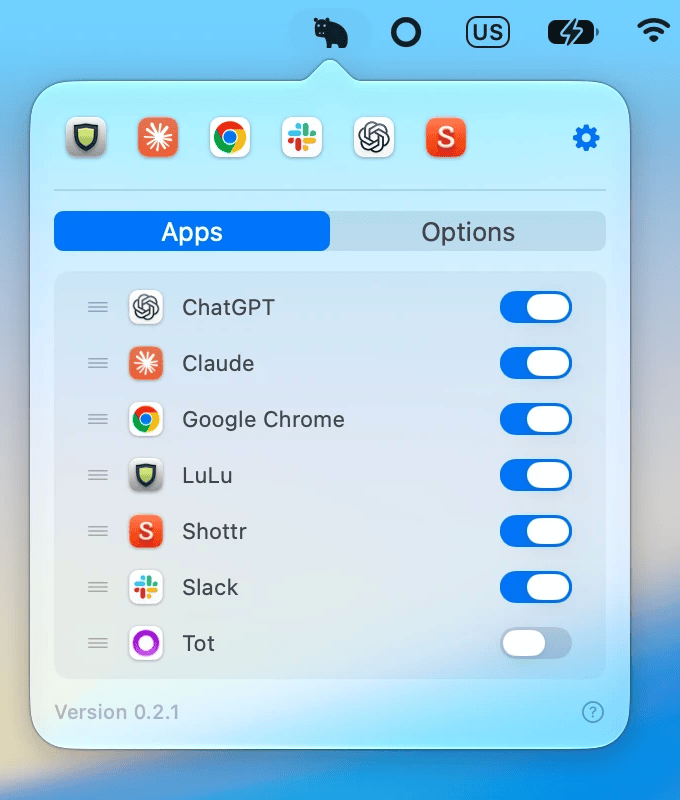 US
S
Apps Options
ChatGPT
Claude
Google Chrome
LuLu
S Shottr
Slack
Tot
Version 0.2.1 ?